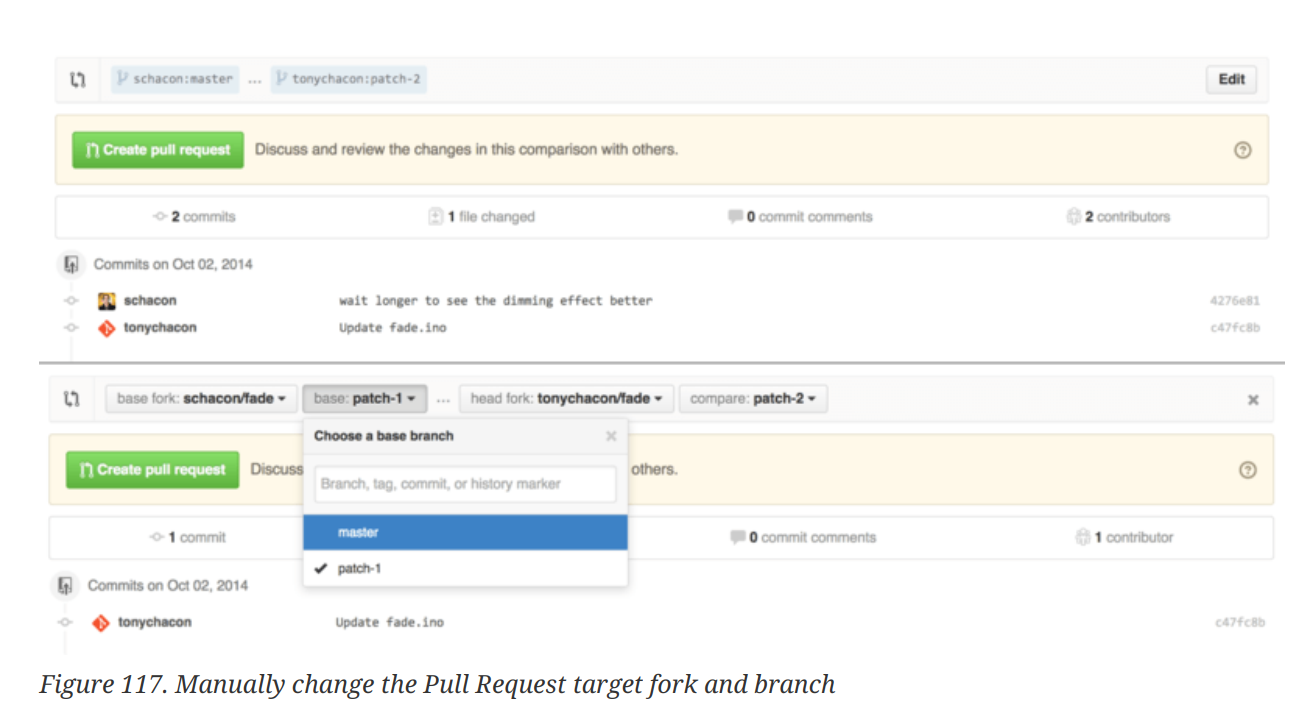 schacon:master ... tonychacon:patch-2 Edit
Create pull request Discuss and review the changes in this comparison with others.
2 commits 1 file changed 0 commit comments 2 contributors
Commits on Oct 02, 2014
schacon wait longer to see the dimming effect better 4276e81
tonychacon Update fade.ino c47fc8b
base fork: schacon/fade base: patch-1 ... head fork: tonychacon/fade compare: patch-2
Choose a base branch
Create pull request Discuss others.
Branch, tag, commit, or history marker
master
1 commit 0 commit comments 1 contributor
patch-1
Commits on Oct 02, 2014
tonychacon Update fade.ino c47fc8b
Figure 117. Manually change the Pull Request target fork and branch